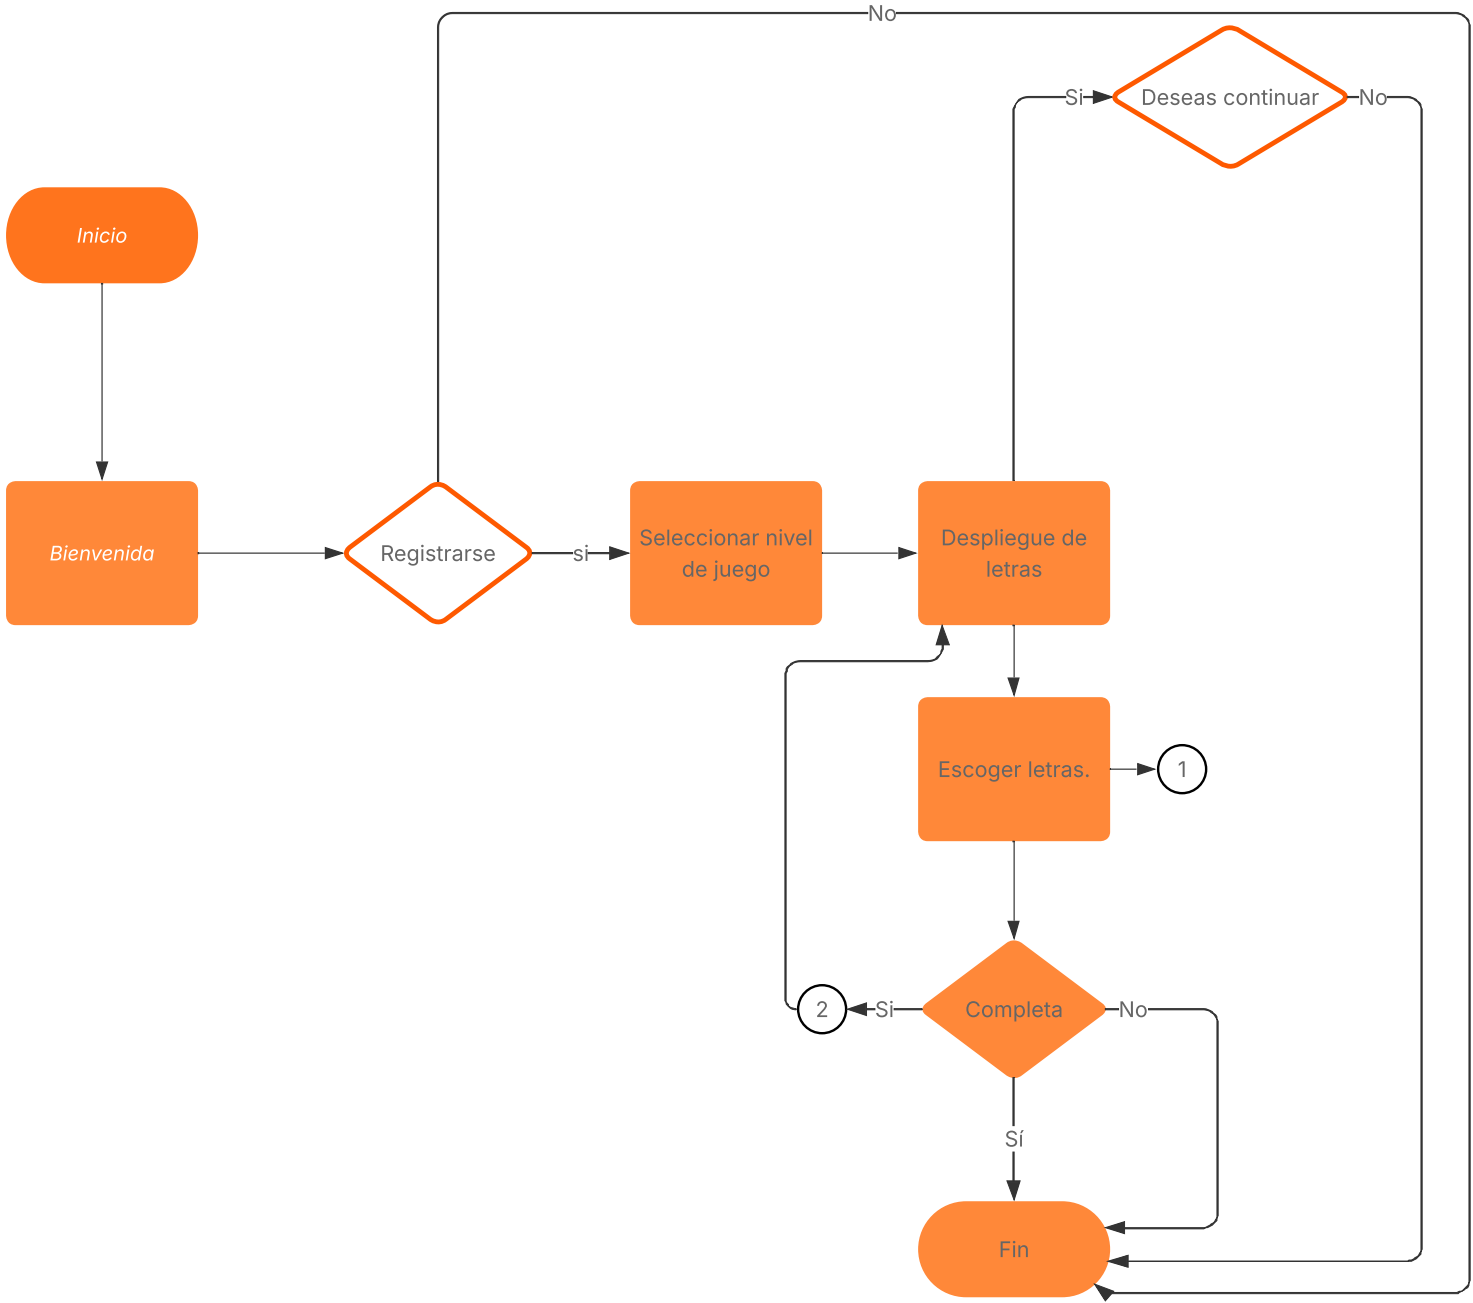 No
Si
Deseas continuar
No
Inicio
Bienvenida
Registrarse
si
Seleccionar nivel
de juego
Despliegue de
letras
Escoger letras.
1
2
Si
Completa
No
Sí
Fin